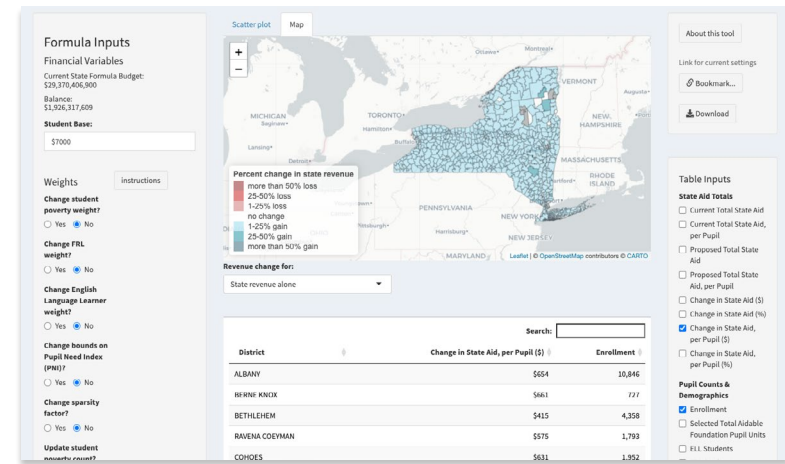 Formula Inputs
Financial Variables
Current State Formula Budget:
$29,370,406,900
Balance:
$1,926,317,609
Student Base:
$7000
Weights
instructions
Change student
poverty weight?
Yes No
Change FRL
weight?
Yes No
Change English
Language Learner
weight?
Yes No
Change bounds on
Pupil Need Index
(PNI)?
Yes No
Change sparsity
factor?
Yes No
Update student
poverty count?
Scatter plot Map
+
−
Ottawa
Montreal
VERMONT
Augusta
MICHIGAN
Saginaw
TORONTO
Hamilton
NEW
HAMPSHIRE
Lansing
Buffalo
Detroit
MASSACHUSETTS
RHODE
ISLAND
PENNSYLVANIA
NEW YORK
Harrisburg
NEW JERSEY
MARYLAND
Percent change in state revenue
more than 50% loss
25-50% loss
1-25% loss
no change
1-25% gain
25-50% gain
more than 50% gain
Leaflet | © OpenStreetMap contributors © CARTO
Revenue change for:
State revenue alone
Search:
District Change in State Aid, per Pupil ($) Enrollment
ALBANY $654 10,846
BERNE KNOX $661 727
BETHLEHEM $415 4,358
RAVENA COEYMAN $575 1,793
COHOES $631 1,952
About this tool
Link for current settings
Bookmark...
Download
Table Inputs
State Aid Totals
Current Total State Aid
Current Total State Aid,
per Pupil
Proposed Total State
Aid
Proposed Total State
Aid, per Pupil
Change in State Aid ($)
Change in State Aid (%)
Change in State Aid,
per Pupil ($)
Change in State Aid,
per Pupil (%)
Pupil Counts &
Demographics
Enrollment
Selected Total Aidable
Foundation Pupil Units
ELL Students